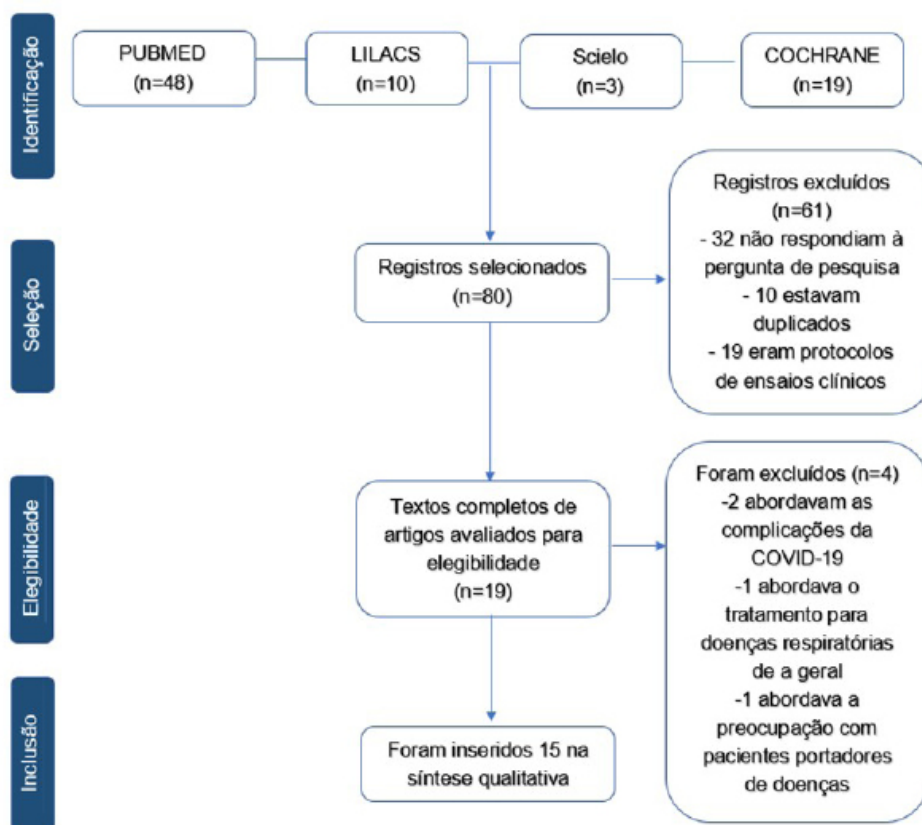 Identificação
PUBMED
(n=48)
LILACS
(n=10)
Scielo
(n=3)
COCHRANE
(n=19)
Seleção
Registros selecionados
(n=80)
Registros excluídos
(n=61)
- 32 não respondiam à
pergunta de pesquisa
- 10 estavam
duplicados
- 19 eram protocolos
de ensaios clínicos
Elegibilidade
Textos completos de
artigos avaliados para
elegibilidade
(n=19)
Foram excluídos (n=4)
-2 abordavam as
complicações da
COVID-19
-1 abordava o
tratamento para
doenças respiratórias
de a geral
-1 abordava a
preocupação com
pacientes portadores
de doenças
Inclusão
Foram inseridos 15 na
síntese qualitativa